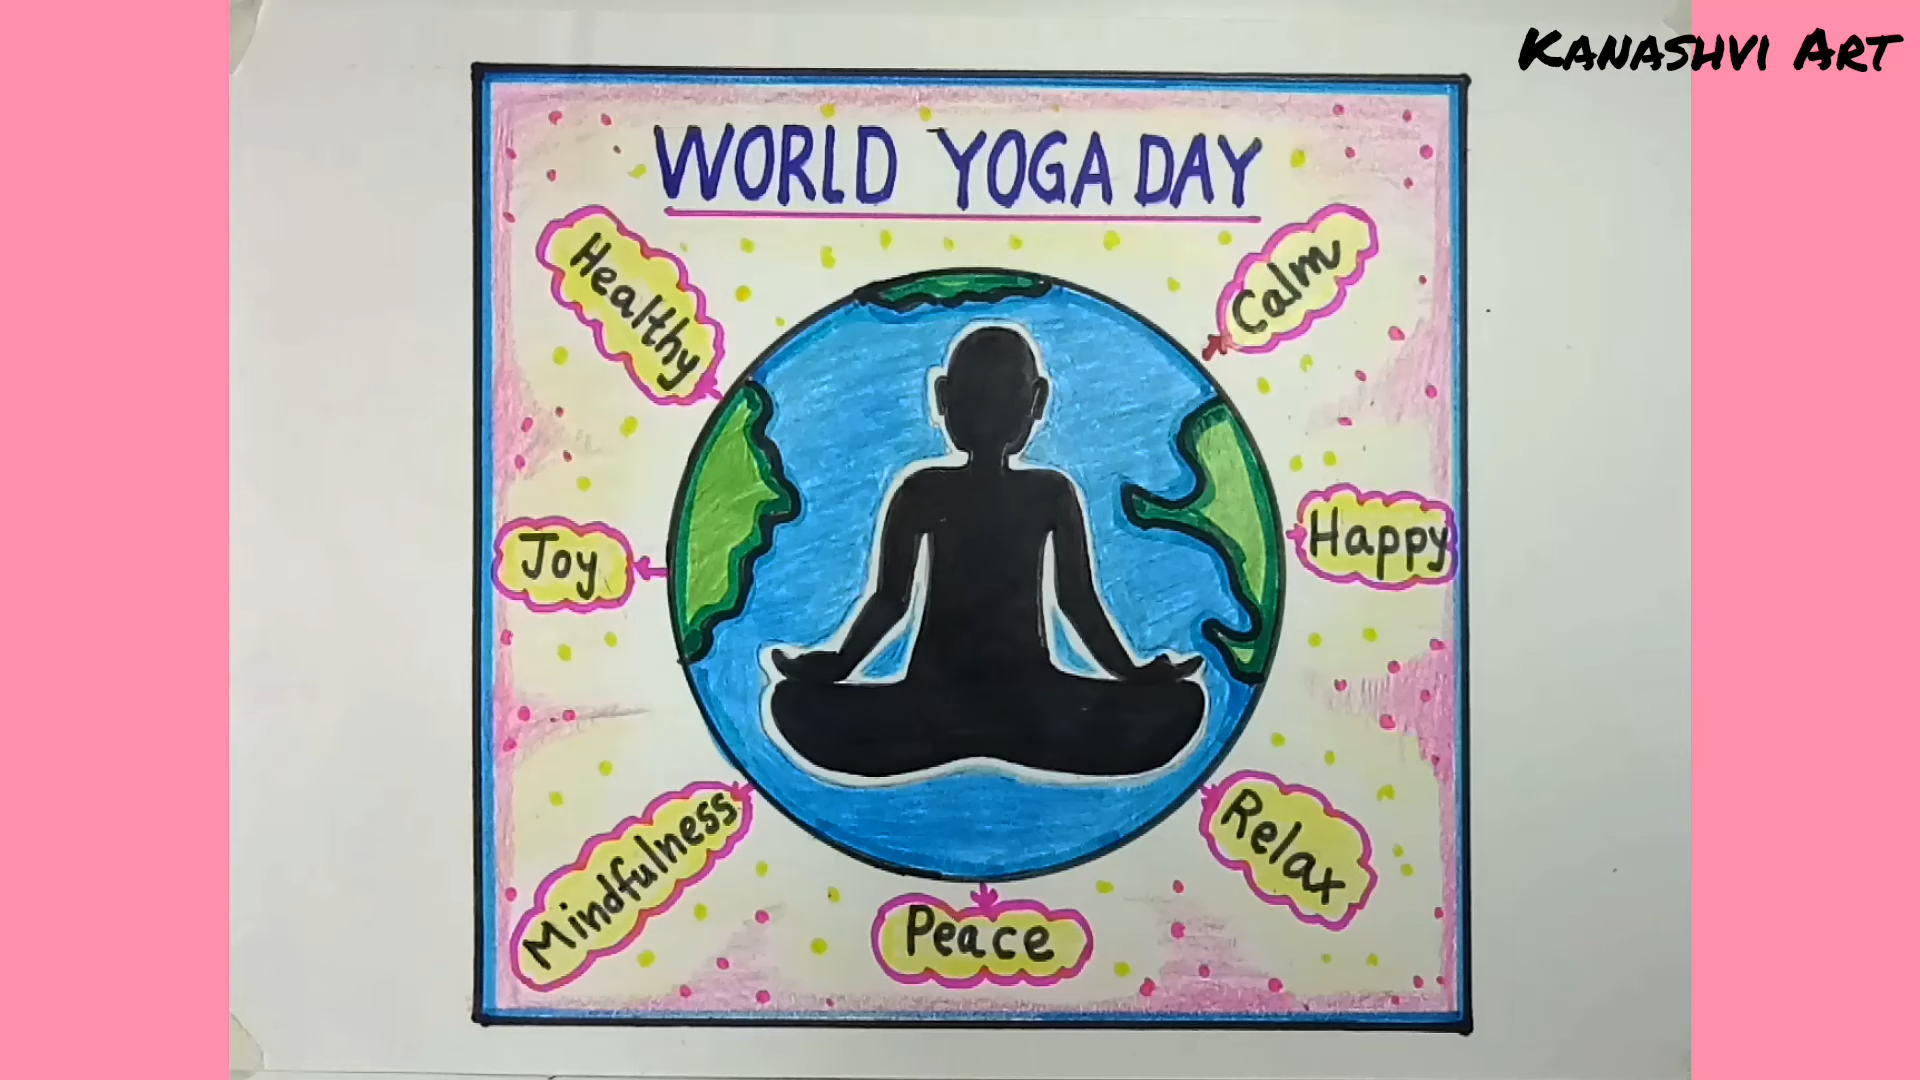 Kanashvi Art
WORLD YOGA DAY
Healthy
Calm
Joy
Happy
Mindfulness
Relax
Peace